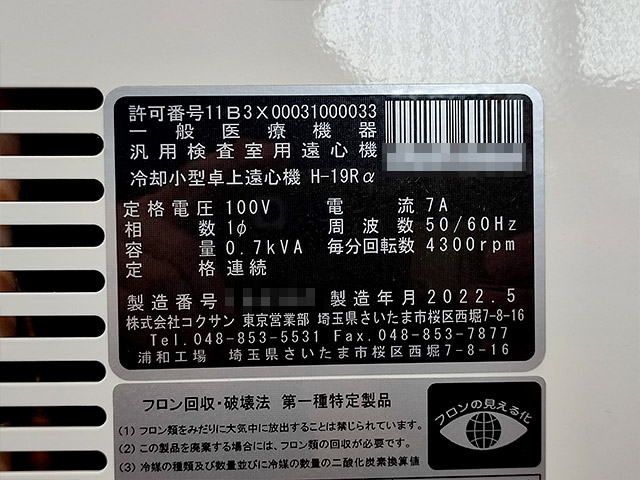 許可番号11B3X00031000033
一般医療機器
汎用検査室用遠心機
冷却小型卓上遠心機 H-19Rα
定格電圧 100V 電流 7A
相数 1φ 周波数 50/60Hz
容量 0.7kVA 毎分回転数 4300rpm
定格 連続
製造番号 製造年月 2022.5
株式会社コクサン 東京営業部 埼玉県さいたま市桜区西堀7-8-16
Tel.048-853-5531 Fax.048-853-7877
浦和工場 埼玉県さいたま市桜区西堀7-8-16
フロン回収・破壊法 第一種特定製品
(1) フロン類をみだりに大気中に放出することは禁じられています。
(2) この製品を廃棄する場合には、フロン類の回収が必要です。
(3) 冷媒の種類及び数量並びに冷媒の数量の二酸化炭素換算値
フロンの見える化